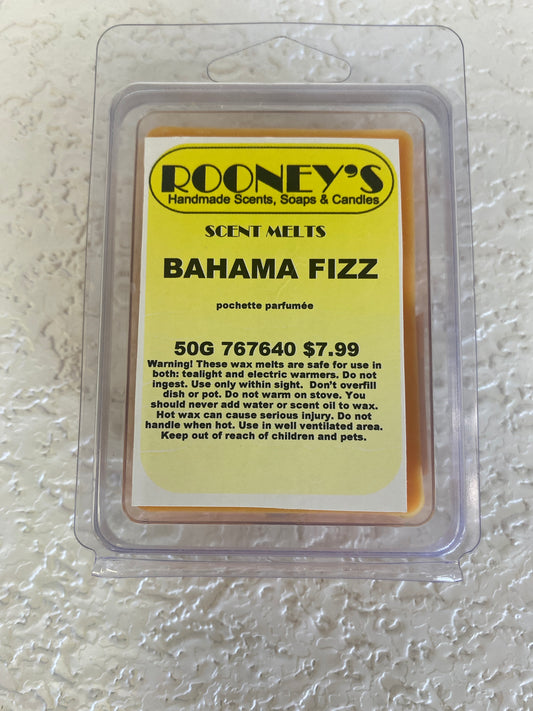 ROONEY'S
Handmade Scents, Soaps & Candles
SCENT MELTS
BAHAMA FIZZ
pochette parfumée
50G 767640 $7.99
Warning! These wax melts are safe for use in
both: tealight and electric warmers. Do not
ingest. Use only within sight. Don't overfill
dish or pot. Do not warm on stove. You
should never add water or scent oil to wax.
Hot wax can cause serious injury. Do not
handle when hot. Use in well ventilated area.
Keep out of reach of children and pets.